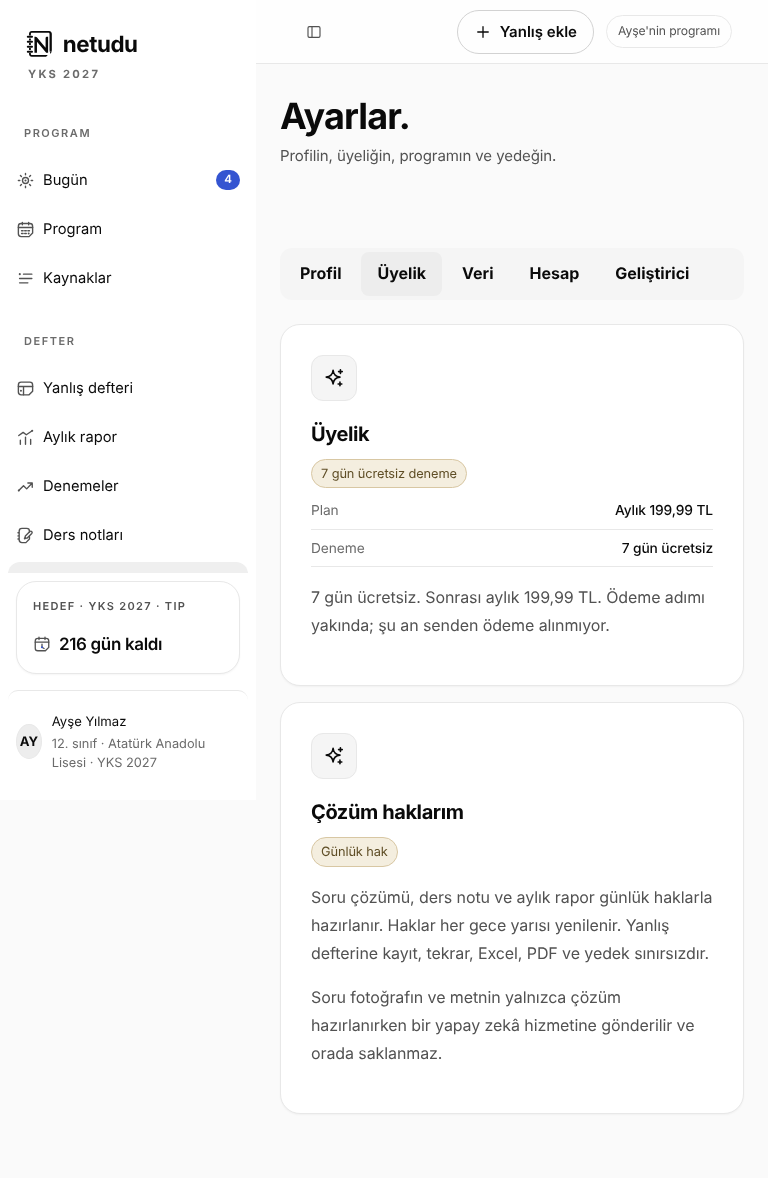 netudu
YKS 2027
PROGRAM
Bugün
4
Program
Kaynaklar
DEFTER
Yanlış defteri
Aylık rapor
Denemeler
Ders notları
HEDEF · YKS 2027 · TIP
216 gün kaldı
AY
Ayşe Yılmaz
12. sınıf · Atatürk Anadolu
Lisesi · YKS 2027
Yanlış ekle
Ayşe'nin programı
Ayarlar.
Profilin, üyeliğin, programın ve yedeğin.
Profil
Üyelik
Veri
Hesap
Geliştirici
Üyelik
7 gün ücretsiz deneme
Plan
Aylık 199,99 TL
Deneme
7 gün ücretsiz
7 gün ücretsiz. Sonrası aylık 199,99 TL. Ödeme adımı
yakında; şu an senden ödeme alınmıyor.
Çözüm haklarım
Günlük hak
Soru çözümü, ders notu ve aylık rapor günlük haklarla
hazırlanır. Haklar her gece yarısı yenilenir. Yanlış
defterine kayıt, tekrar, Excel, PDF ve yedek sınırsızdır.
Soru fotoğrafın ve metnin yalnızca çözüm
hazırlanırken bir yapay zekâ hizmetine gönderilir ve
orada saklanmaz.